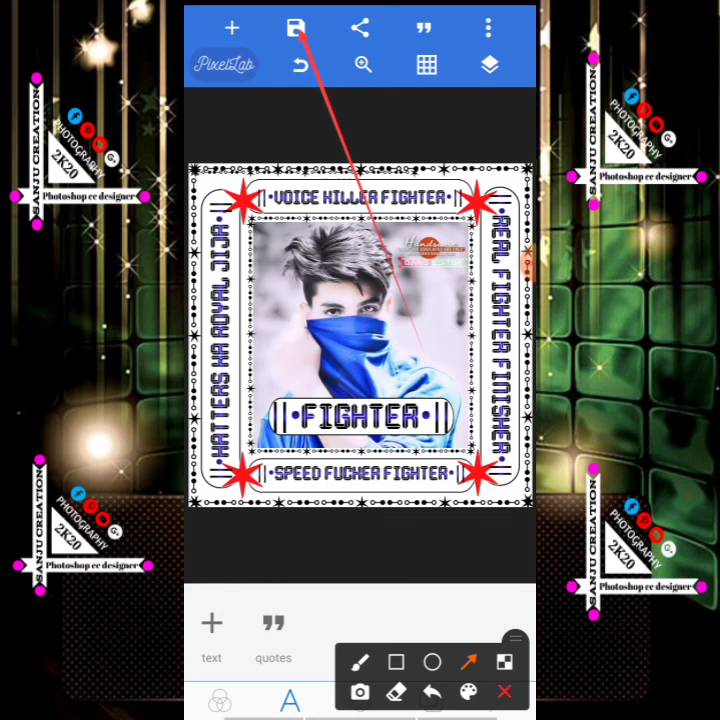 PixelLab
VOICE KILLER FIGHTER
HATTERS KA ROYAL JIJA
REAL FIGHTER FINISHER
FIGHTER
SPEED FUCKER FIGHTER
text
quotes
SANJU CREATION
PHOTOGRAPHY
2K20
Photoshop cc designer
SANJU CREATION
PHOTOGRAPHY
2K20
Photoshop cc designer
SANJU CREATION
PHOTOGRAPHY
2K20
Photoshop cc designer
SANJU CREATION
PHOTOGRAPHY
2K20
Photoshop cc designer